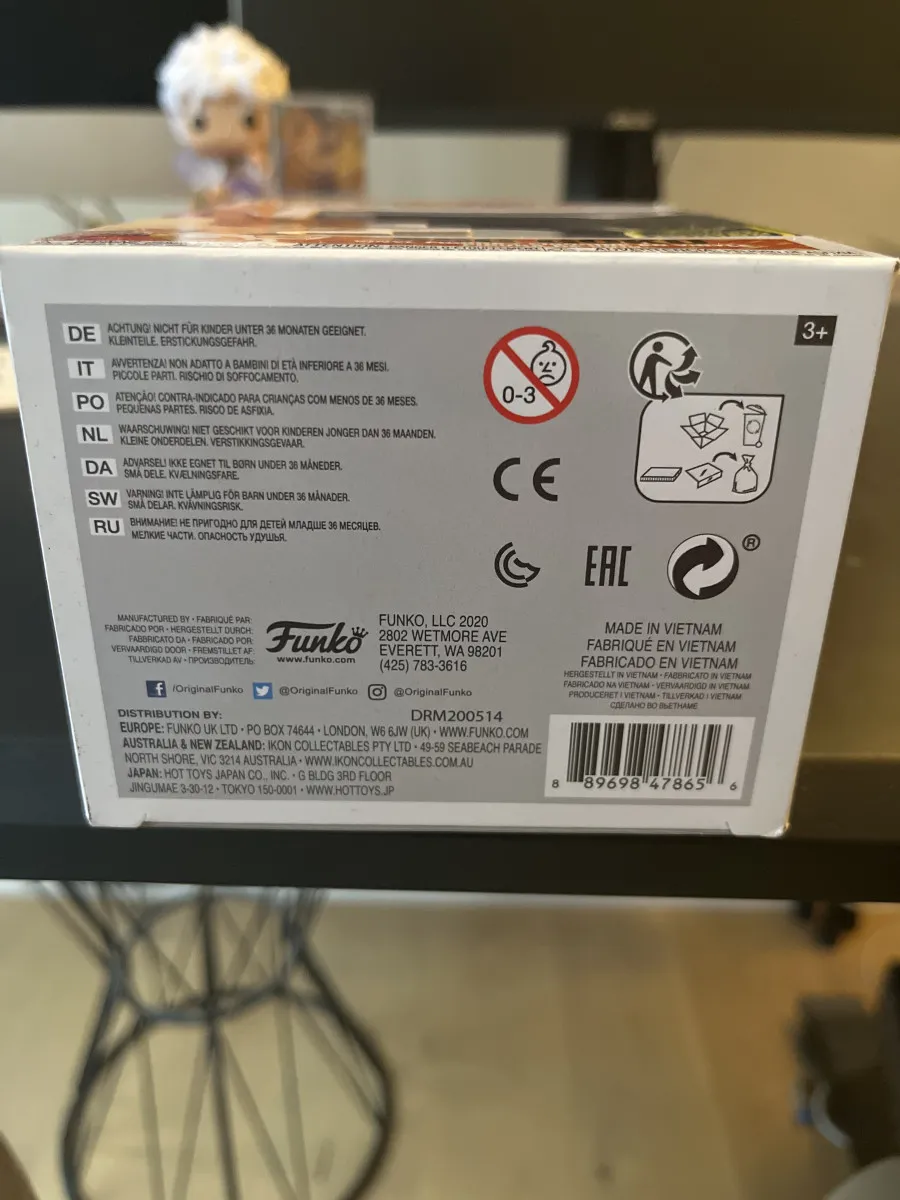 3+
DE ACHTUNG! NICHT FÜR KINDER UNTER 36 MONATEN GEEIGNET.
KLEINTEILE. ERSTICKUNGSGEFAHR.
IT AVVERTENZA! NON ADATTO A BAMBINI DI ETÀ INFERIORE A 36 MESI.
PICCOLE PARTI. RISCHIO DI SOFFOCAMENTO.
PO ATENÇÃO! CONTRA-INDICADO PARA CRIANÇAS COM MENOS DE 36 MESES.
PEQUENAS PARTES. RISCO DE ASFIXIA.
NL WAARSCHUWING! NIET GESCHIKT VOOR KINDEREN JONGER DAN 36 MAANDEN.
KLEINE ONDERDELEN. VERSTIKKINGSGEVAAR.
DA ADVARSEL! IKKE EGNET TIL BØRN UNDER 36 MÅNEDER.
SMÅ DELE. KVÆLNINGSFARE.
SW VARNING! INTE LÄMPLIG FÖR BARN UNDER 36 MÅNADER.
SMÅ DELAR. KVÄVNINGSRISK.
RU ВНИМАНИЕ! НЕ ПРИГОДНО ДЛЯ ДЕТЕЙ МЛАДШЕ 36 МЕСЯЦЕВ.
МЕЛКИЕ ЧАСТИ. ОПАСНОСТЬ УДУШЬЯ.
0-3
CE
EAC
®
MANUFACTURED BY • FABRIQUÉ PAR:
FABRICADO POR • HERGESTELLT DURCH:
FABBRICATO DA • FABRICADO POR:
VERVAARDIGD DOOR • FREMSTILLET AF:
TILLVERKAD AV • ПРОИЗВОДИТЕЛЬ:
Funko
www.funko.com
FUNKO, LLC 2020
2802 WETMORE AVE
EVERETT, WA 98201
(425) 783-3616
MADE IN VIETNAM
FABRIQUÉ EN VIETNAM
FABRICADO EN VIETNAM
HERGESTELLT IN VIETNAM • FABBRICATO IN VIETNAM
FABRICADO NA VIETNAM • VERVAARDIGD IN VIETNAM
PRODUCERET I VIETNAM • TILLVERKAD I VIETNAM
СДЕЛАНО ВО ВЬЕТНАМЕ
f /OriginalFunko @OriginalFunko @OriginalFunko
DISTRIBUTION BY: DRM200514
EUROPE: FUNKO UK LTD • PO BOX 74644 • LONDON, W6 6JW (UK) • WWW.FUNKO.COM
AUSTRALIA & NEW ZEALAND: IKON COLLECTABLES PTY LTD • 49-59 SEABEACH PARADE
NORTH SHORE, VIC 3214 AUSTRALIA • WWW.IKONCOLLECTABLES.COM.AU
JAPAN: HOT TOYS JAPAN CO., INC. • G BLDG 3RD FLOOR
JINGUMAE 3-30-12 • TOKYO 150-0001 • WWW.HOTTOYS.JP
8 89698 47865 6